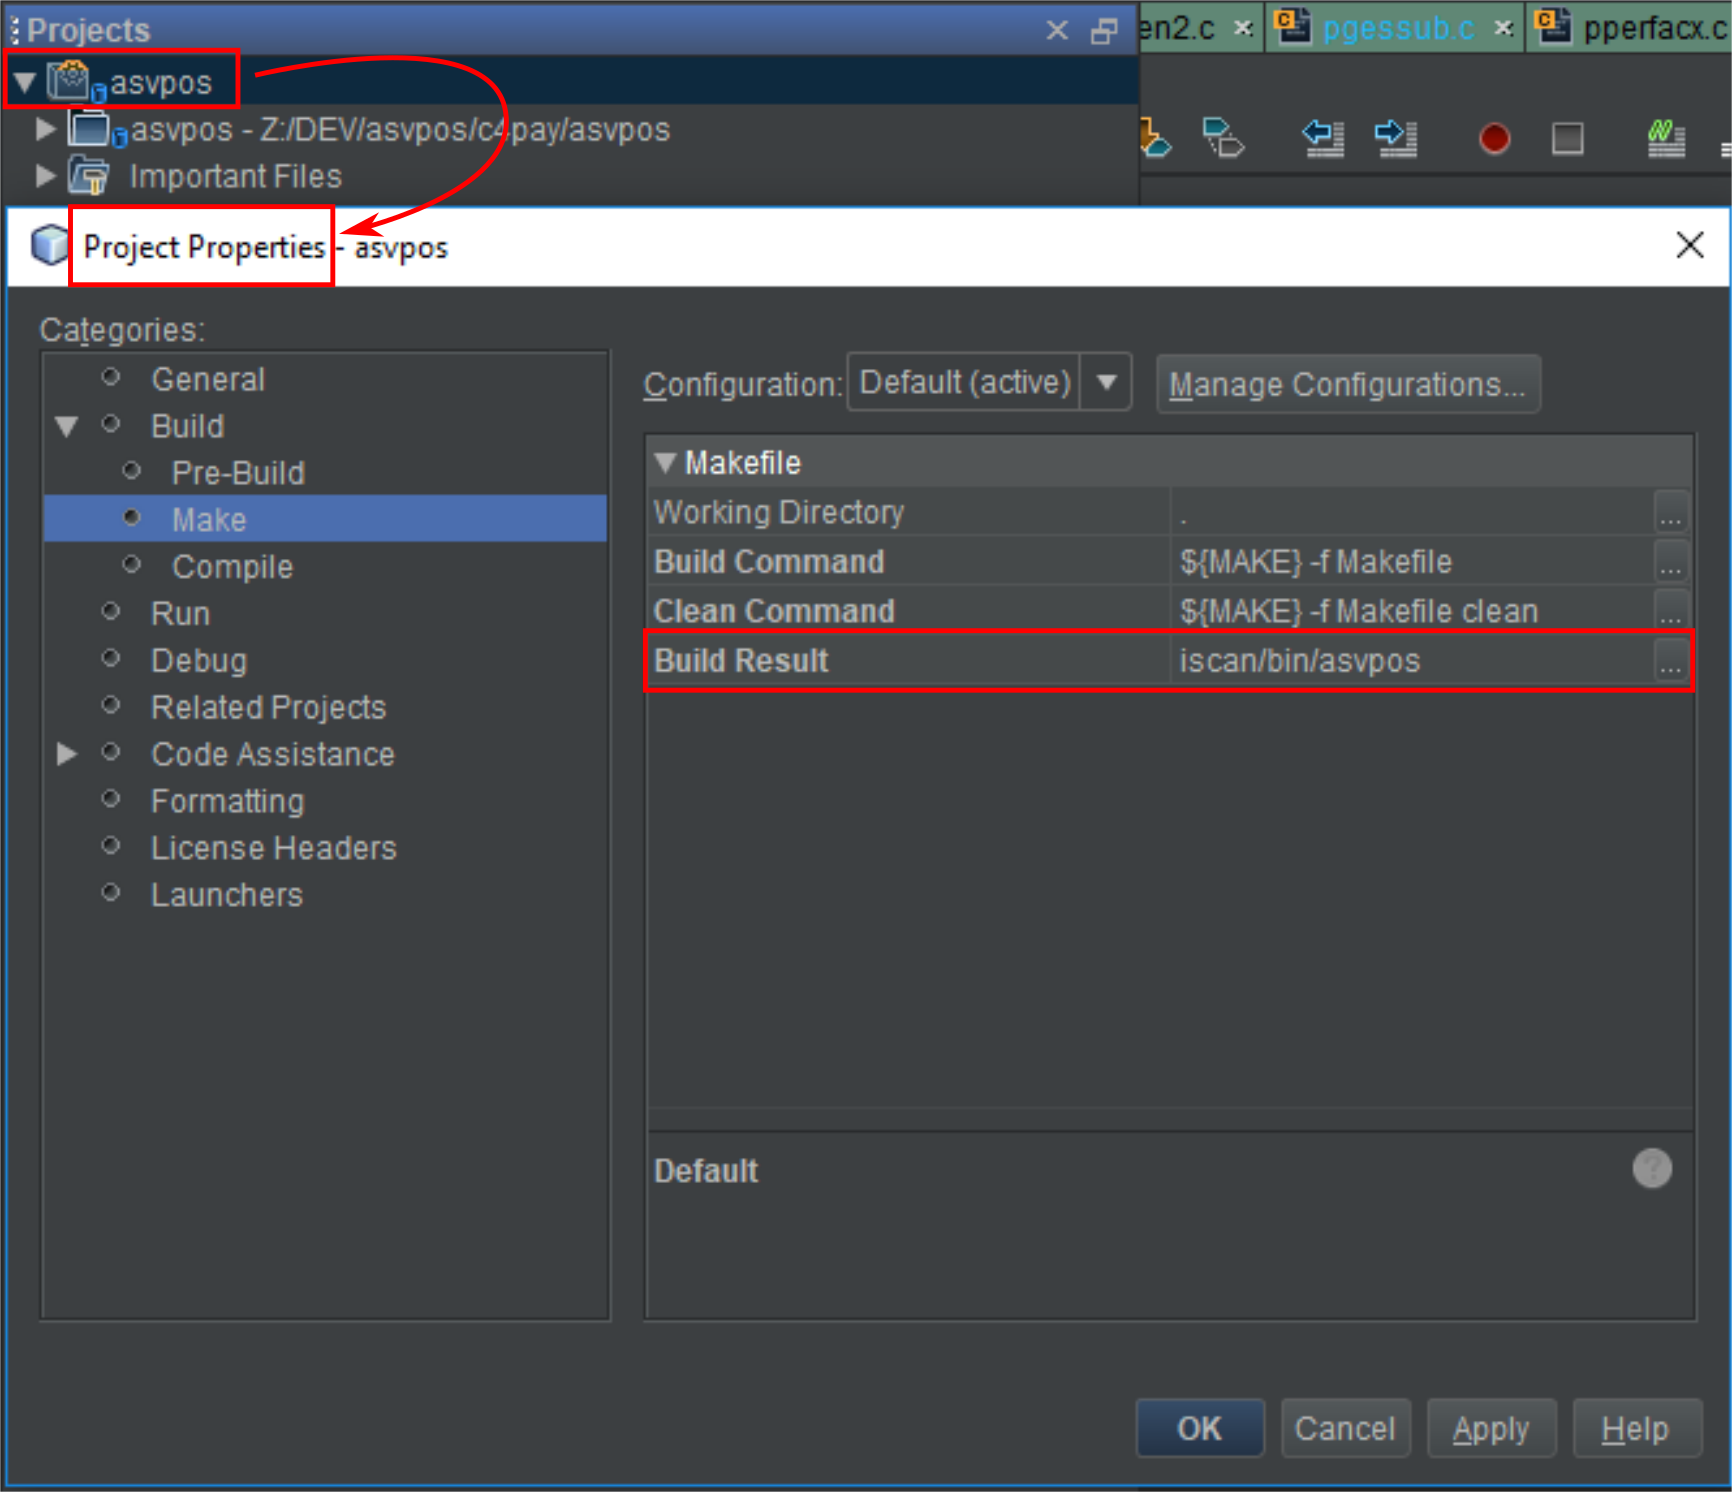 Projects
en2.c
pgessub.c
pperfacx.c
asvpos
asvpos - Z:/DEV/asvpos/c4pay/asvpos
Important Files
Project Properties - asvpos
Categories:
General
Build
Pre-Build
Make
Compile
Run
Debug
Related Projects
Code Assistance
Formatting
License Headers
Launchers
Configuration: Default (active) Manage Configurations...
Makefile
Working Directory . ...
Build Command ${MAKE} -f Makefile ...
Clean Command ${MAKE} -f Makefile clean ...
Build Result iscan/bin/asvpos ...
Default ?
OK Cancel Apply Help